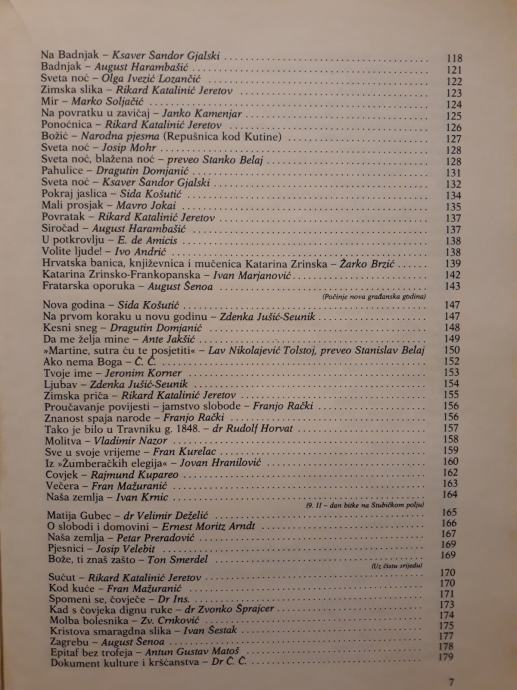 Na Badnjak – Ksaver Šandor Gjalski 118
Badnjak – August Harambašić 121
Sveta noć – Olga Ivezić Lozančić 122
Zimska slika – Rikard Katalinić Jeretov 123
Mir – Marko Soljačić 124
Na povratku u zavičaj – Janko Kamenjar 125
Ponoćnica – Rikard Katalinić Jeretov 126
Božić – Narodna pjesma (Repušnica kod Kutine) 127
Sveta noć – Josip Mohr 128
Sveta noć, blažena noć – preveo Stanko Belaj 128
Pahulice – Dragutin Domjanić 131
Sveta noć – Ksaver Šandor Gjalski 132
Pokraj jaslica – Sida Košutić 134
Mali prosjak – Mavro Jokai 135
Povratak – Rikard Katalinić Jeretov 137
Siročad – August Harambašić 137
U potkrovlju – E. de Amicis 138
Volite ljude! – Ivo Andrić 138
Hrvatska banica, književnica i mučenica Katarina Zrinska – Žarko Brzić 139
Katarina Zrinsko-Frankopanska – Ivan Marjanović 142
Fratarska oporuka – August Šenoa 143
(Počinje nova građanska godina)
Nova godina – Sida Košutić 147
Na prvom koraku u novu godinu – Zdenka Jušić-Seunik 147
Kesni sneg – Dragutin Domjanić 148
Da me želja mine – Ante Jakšić 149
»Martine, sutra ću te posjetiti« – Lav Nikolajević Tolstoj, preveo Stanislav Belaj 150
Ako nema Boga – Č. Č. 152
Tvoje ime – Jeronim Korner 153
Ljubav – Zdenka Jušić-Seunik 154
Zimska priča – Rikard Katalinić Jeretov 155
Proučavanje povijesti – jamstvo slobode – Franjo Rački 156
Znanost spaja narode – Franjo Rački 156
Tako je bilo u Travniku g. 1848. – dr Rudolf Horvat 157
Molitva – Vladimir Nazor 158
Sve u svoje vrijeme – Fran Kurelac 159
Iz »Žumberačkih elegija« – Jovan Hranilović 160
Čovjek – Rajmund Kupareo 162
Večera – Fran Mažuranić 163
Naša zemlja – Ivan Krnic 164
(9. II – dan bitke na Stubičkom polju)
Matija Gubec – dr Velimir Deželić 165
O slobodi i domovini – Ernest Moritz Arndt 166
Naša zemlja – Petar Preradović 167
Pjesnici – Josip Velebit 169
Bože, ti znaš zašto – Ton Smerdel 169
(Uz čistu srijedu)
Sućut – Rikard Katalinić Jeretov 170
Kod kuće – Fran Mažuranić 170
Spomeni se, čovječe – Dr Ins. 171
Kad s čovjeka dignu ruke – dr Zvonko Šprajcer 173
Molba bolesnika – Zv. Crnković 174
Kristova smaragdna slika – Ivan Šestak 175
Zagrebu – August Šenoa 177
Epitaf bez trofeja – Antun Gustav Matoš 178
Dokument kulture i kršćanstva – Dr Č. Č. 179
7